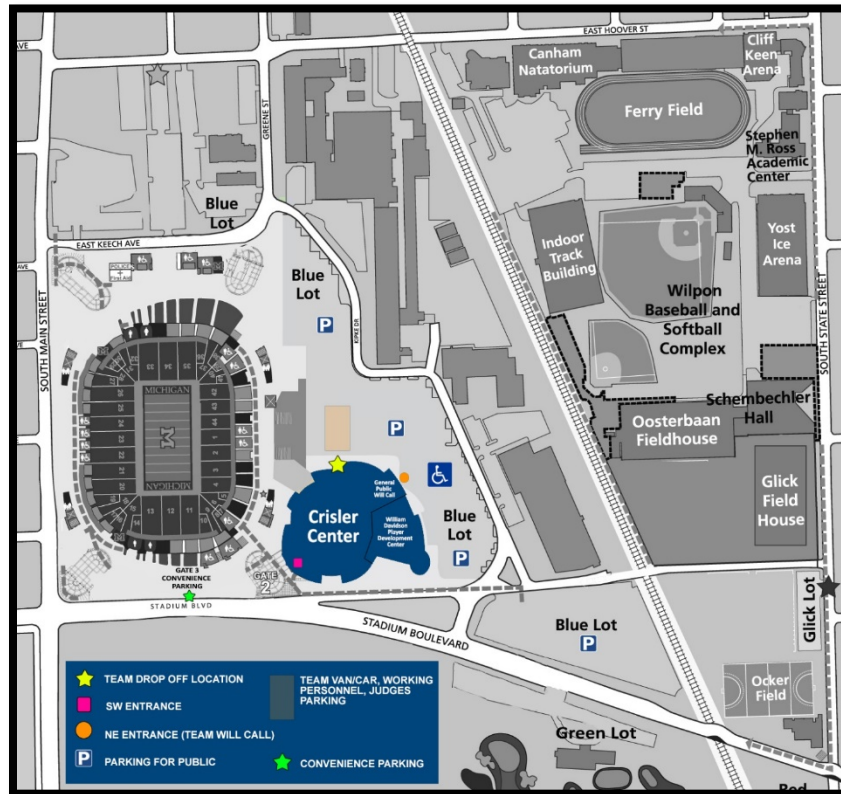 EAST HOOVER ST
AVE
Canham
Natatorium
Cliff
Keen
Arena
Ferry Field
GREENE ST
Stephen
M. Ross
Academic
Center
Blue
Lot
EAST KEECH AVE
Indoor
Track
Building
Yost
Ice
Arena
Blue
Lot
P
KIPKE DR
Wilpon
Baseball and
Softball
Complex
SOUTH MAIN STREET
SOUTH STATE STREET
MICHIGAN
M
MICHIGAN
P
Schembechler
Hall
Oosterbaan
Fieldhouse
General
Public
Will Call
Crisler
Center
William
Davidson
Player
Development
Center
Blue
Lot
P
Glick
Field
House
GATE 3
CONVENIENCE
PARKING
GATE
2
STADIUM BLVD
STADIUM BOULEVARD
Blue Lot
P
Glick Lot
Ocker
Field
Green Lot
Red
TEAM DROP OFF LOCATION
SW ENTRANCE
NE ENTRANCE (TEAM WILL CALL)
P PARKING FOR PUBLIC
TEAM VAN/CAR, WORKING
PERSONNEL, JUDGES
PARKING
CONVENIENCE PARKING